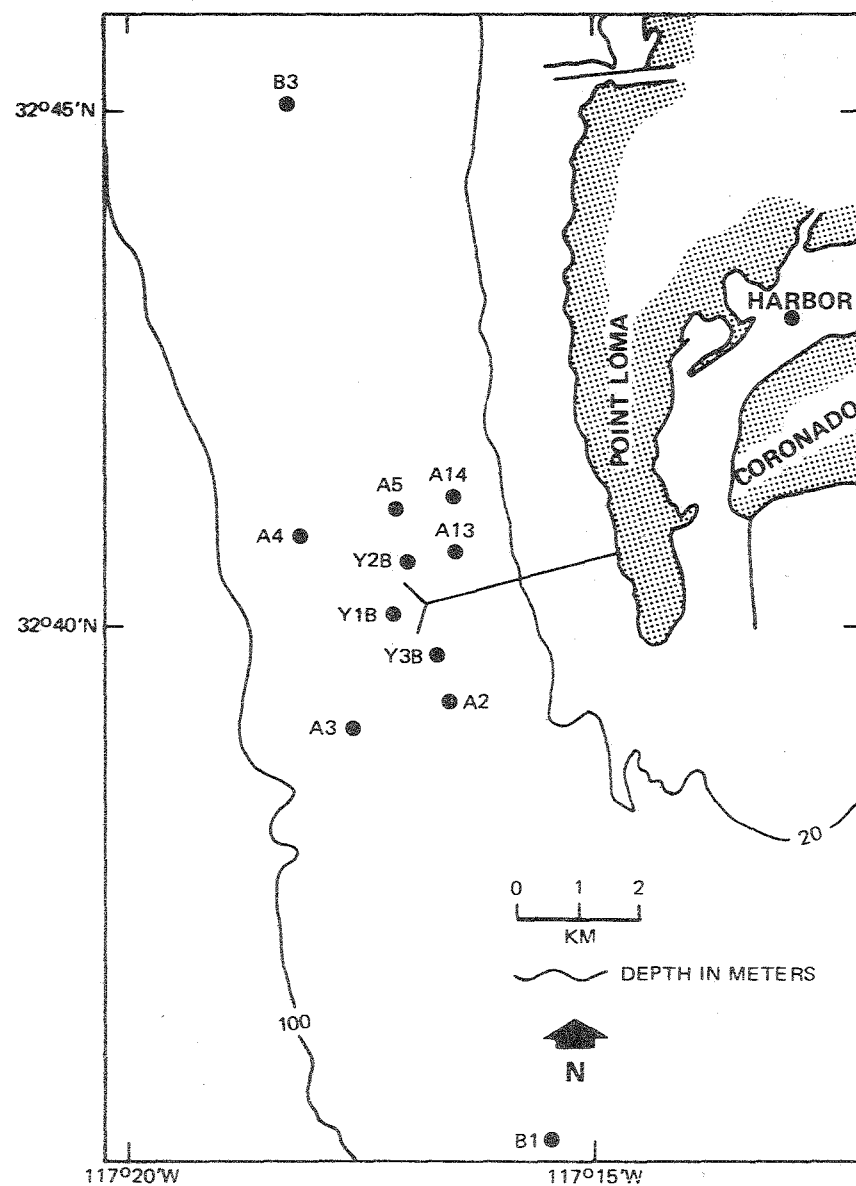 B3
32°45'N
HARBOR
POINT LOMA
CORONADO
A5
A14
A4
A13
Y2B
Y1B
32°40'N
Y3B
A2
A3
20
0 1 2
KM
DEPTH IN METERS
100
N
B1
117°20'W
117°15'W